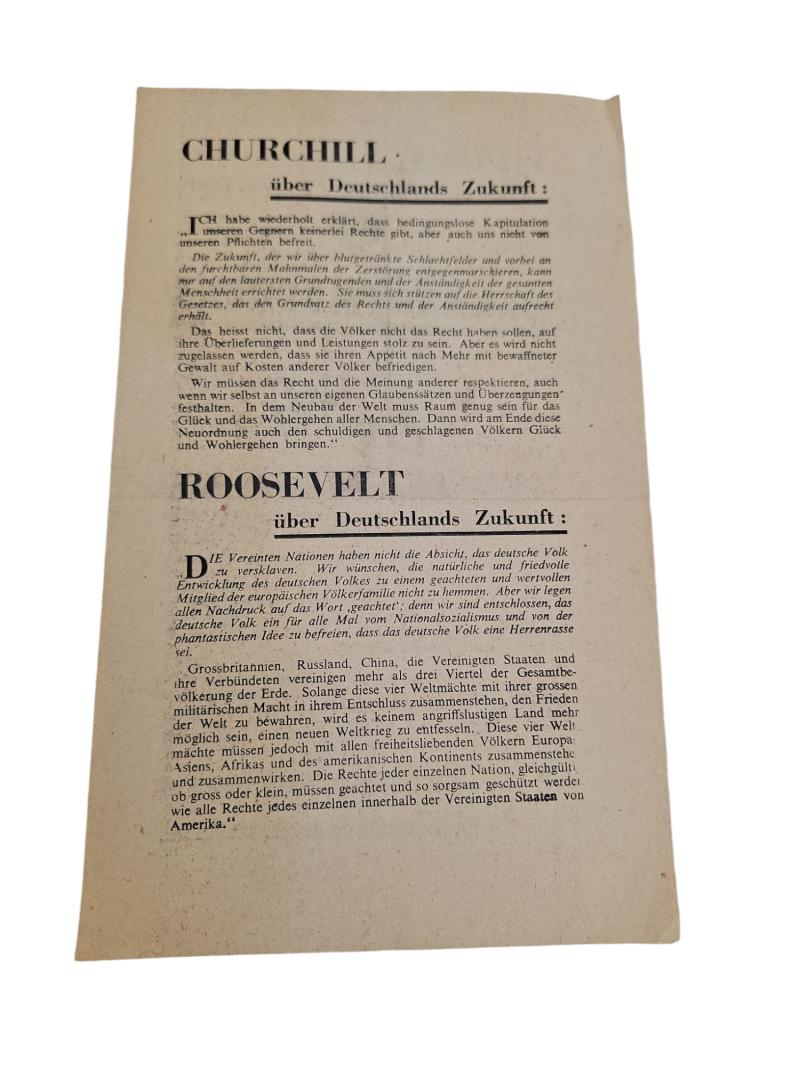 CHURCHILL
über Deutschlands Zukunft:
„ICH habe wiederholt erklärt, dass bedingungslose Kapitulation
unseren Gegnern keinerlei Rechte gibt, aber auch uns nicht von
unseren Pflichten befreit.
Die Zukunft, der wir über blutgetränkte Schlachtfelder und vorbei an
den furchtbaren Mahnmalen der Zerstörung entgegenmarschieren, kann
nur auf den lautersten Grundtugenden und der Anständigkeit der gesamten
Menschheit errichtet werden. Sie muss sich stützen auf die Herrschaft des
Gesetzes, das den Grundsatz des Rechts und der Anständigkeit aufrecht
erhält.
Das heisst nicht, dass die Völker nicht das Recht haben sollen, auf
ihre Überlieferungen und Leistungen stolz zu sein. Aber es wird nicht
zugelassen werden, dass sie ihren Appetit nach Mehr mit bewaffneter
Gewalt auf Kosten anderer Völker befriedigen.
Wir müssen das Recht und die Meinung anderer respektieren, auch
wenn wir selbst an unseren eigenen Glaubenssätzen und Überzengungen
festhalten. In dem Neubau der Welt muss Raum genug sein für das
Glück und das Wohlergehen aller Menschen. Dann wird am Ende diese
Neuordnung auch den schuldigen und geschlagenen Völkern Glück
und Wohlergehen bringen.“
ROOSEVELT
über Deutschlands Zukunft:
„DIE Vereinten Nationen haben nicht die Absicht, das deutsche Volk
zu versklaven. Wir wünschen, die natürliche und friedvolle
Entwicklung des deutschen Volkes zu einem geachteten und wertvollen
Mitglied der europäischen Völkerfamilie nicht zu hemmen. Aber wir legen
allen Nachdruck auf das Wort ‚geachtet‘; denn wir sind entschlossen, das
deutsche Volk ein für alle Mal vom Nationalsozialismus und von der
phantastischen Idee zu befreien, dass das deutsche Volk eine Herrenrasse
sei.
Grossbritannien, Russland, China, die Vereinigten Staaten und
ihre Verbündeten vereinigen mehr als drei Viertel der Gesamtbe-
völkerung der Erde. Solange diese vier Weltmächte mit ihrer grossen
militärischen Macht in ihrem Entschluss zusammenstehen, den Frieden
der Welt zu bewahren, wird es keinem angriffslustigen Land mehr
möglich sein, einen neuen Weltkrieg zu entfesseln. Diese vier Welt
mächte müssen jedoch mit allen freiheitsliebenden Völkern Europa
Asiens, Afrikas und des amerikanischen Kontinents zusammenstehe
und zusammenwirken. Die Rechte jeder einzelnen Nation, gleichgülti
ob gross oder klein, müssen geachtet und so sorgsam geschützt werde
wie alle Rechte jedes einzelnen innerhalb der Vereinigten Staaten von
Amerika.“